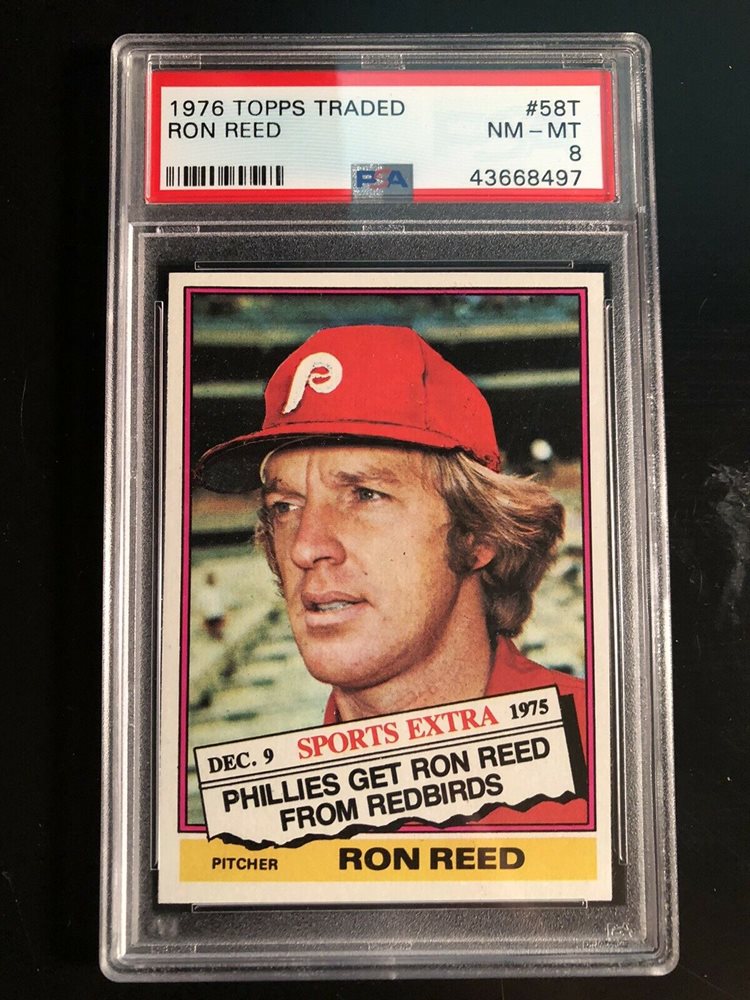 1976 TOPPS TRADED #58T
RON REED NM-MT
8
PSA 43668497
P
DEC. 9 SPORTS EXTRA 1975
PHILLIES GET RON REED
FROM REDBIRDS
PITCHER RON REED